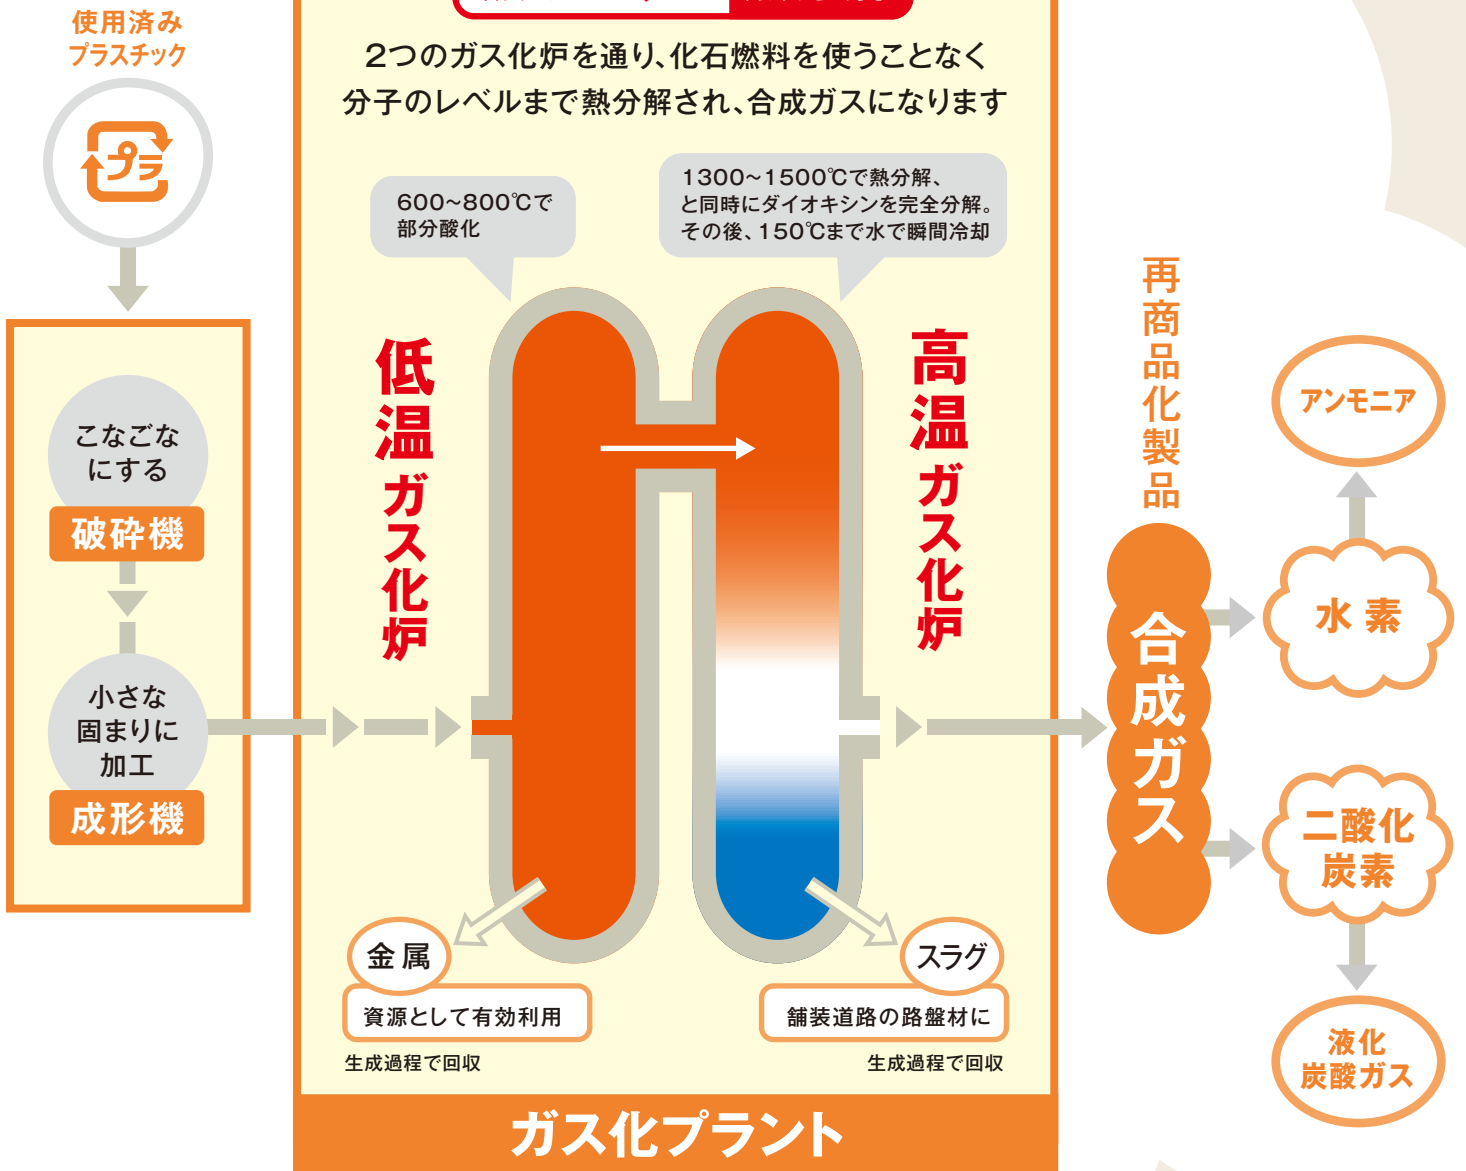 使用済み
プラスチック
プラ
こなごな
にする
破砕機
小さな
固まりに
加工
成形機
2つのガス化炉を通り、化石燃料を使うことなく
分子のレベルまで熱分解され、合成ガスになります
600~800℃で
部分酸化
1300~1500℃で熱分解、
と同時にダイオキシンを完全分解。
その後、150℃まで水で瞬間冷却
低温ガス化炉
高温ガス化炉
金属
資源として有効利用
生成過程で回収
スラグ
舗装道路の路盤材に
生成過程で回収
ガス化プラント
再商品化製品
合成ガス
アンモニア
水素
二酸化
炭素
液化
炭酸ガス